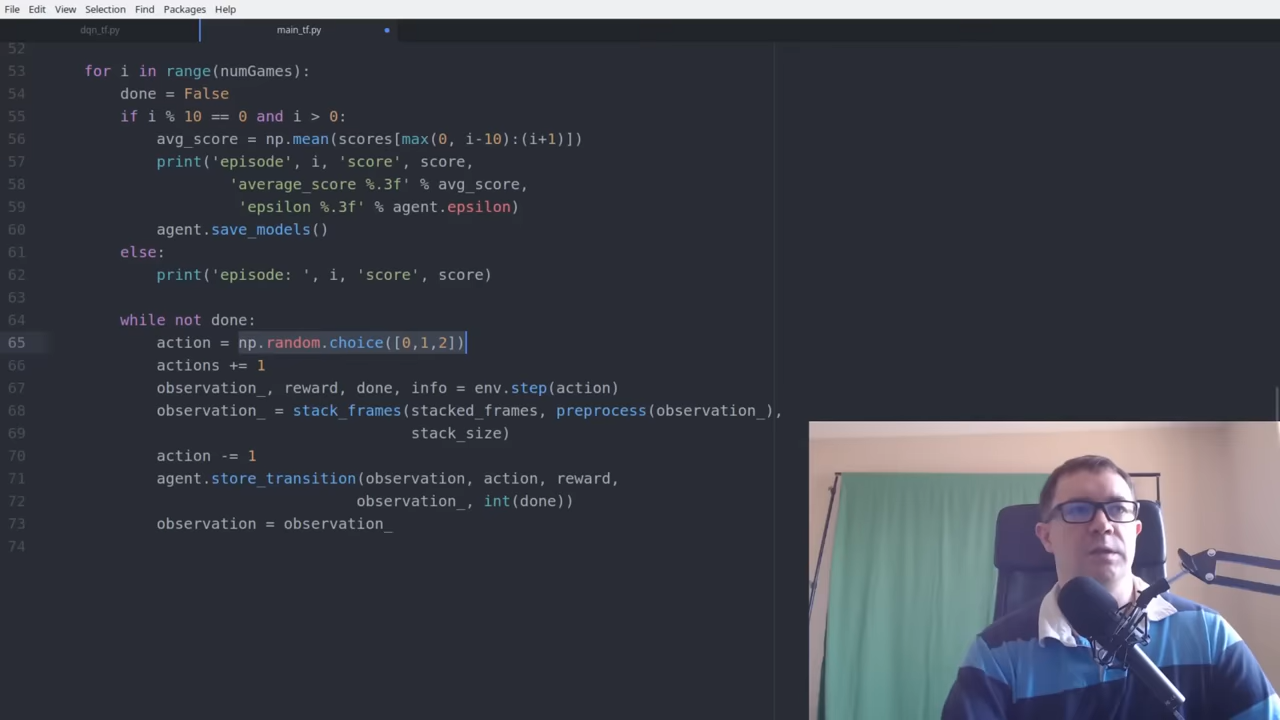 File Edit View Selection Find Packages Help
dqn_tf.py main_tf.py
52
53 for i in range(numGames):
54 done = False
55 if i % 10 == 0 and i > 0:
56 avg_score = np.mean(scores[max(0, i-10):(i+1)])
57 print('episode', i, 'score', score,
58 'average_score %.3f' % avg_score,
59 'epsilon %.3f' % agent.epsilon)
60 agent.save_models()
61 else:
62 print('episode: ', i, 'score', score)
63
64 while not done:
65 action = np.random.choice([0,1,2])
66 actions += 1
67 observation_, reward, done, info = env.step(action)
68 observation_ = stack_frames(stacked_frames, preprocess(observation_),
69 stack_size)
70 action -= 1
71 agent.store_transition(observation, action, reward,
72 observation_, int(done))
73 observation = observation_
74